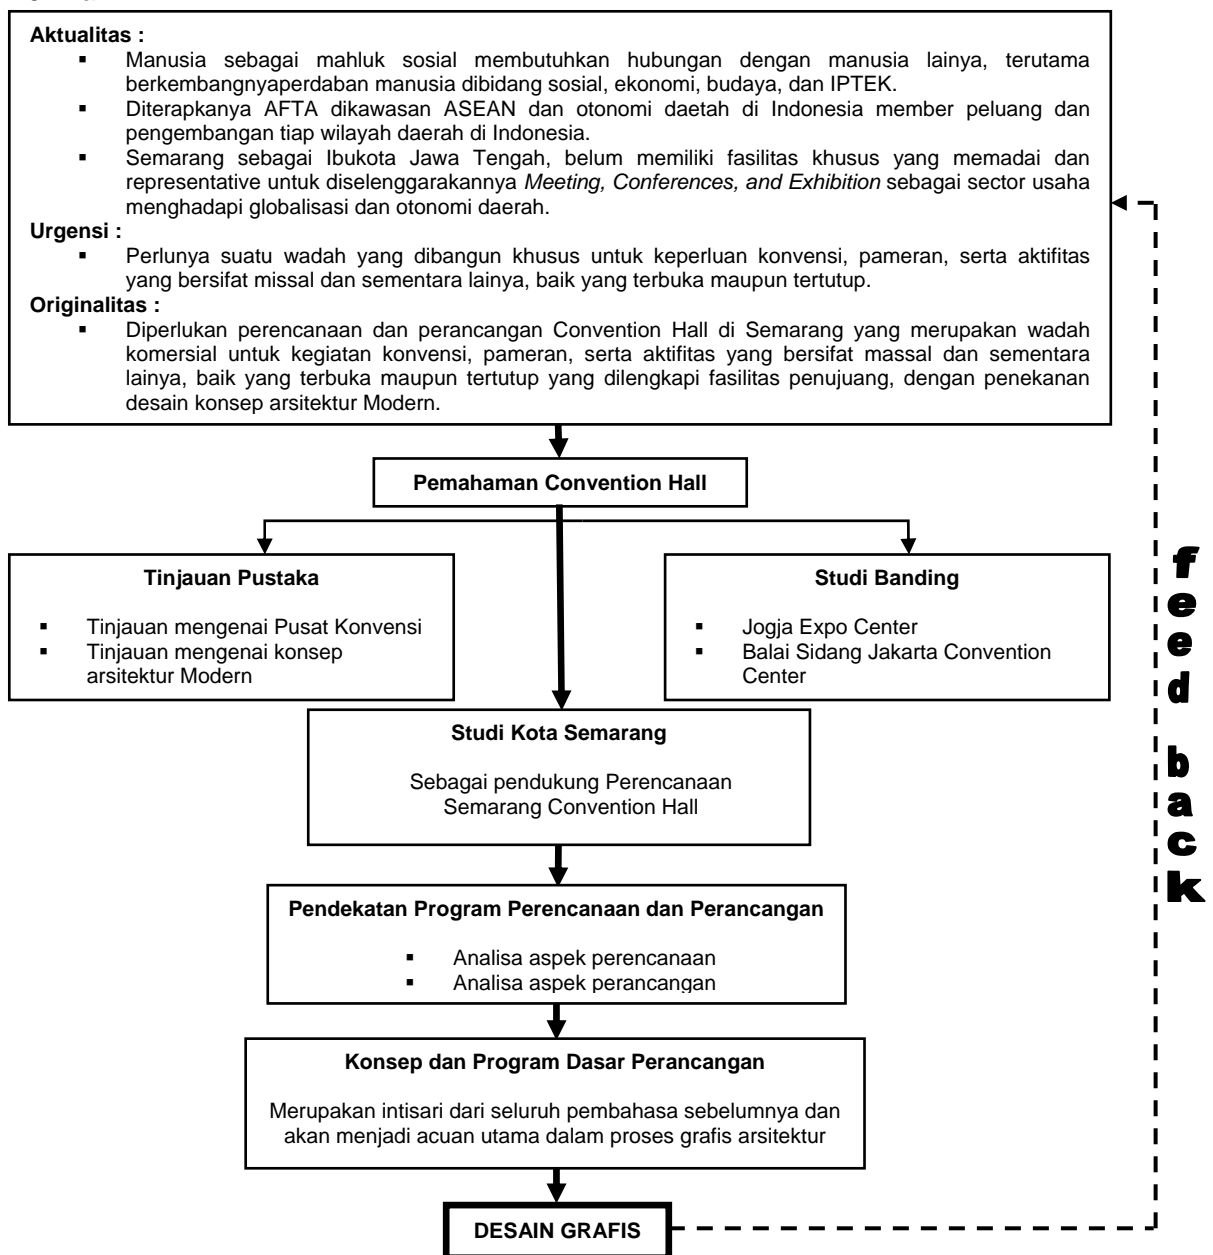 Aktualitas :
▪ Manusia sebagai mahluk sosial membutuhkan hubungan dengan manusia lainya, terutama
berkembangnyaperdaban manusia dibidang sosial, ekonomi, budaya, dan IPTEK.
▪ Diterapkanya AFTA dikawasan ASEAN dan otonomi daetah di Indonesia member peluang dan
pengembangan tiap wilayah daerah di Indonesia.
▪ Semarang sebagai Ibukota Jawa Tengah, belum memiliki fasilitas khusus yang memadai dan
representative untuk diselenggarakannya Meeting, Conferences, and Exhibition sebagai sector usaha
menghadapi globalisasi dan otonomi daerah.
Urgensi :
▪ Perlunya suatu wadah yang dibangun khusus untuk keperluan konvensi, pameran, serta aktifitas
yang bersifat missal dan sementara lainya, baik yang terbuka maupun tertutup.
Originalitas :
▪ Diperlukan perencanaan dan perancangan Convention Hall di Semarang yang merupakan wadah
komersial untuk kegiatan konvensi, pameran, serta aktifitas yang bersifat massal dan sementara
lainya, baik yang terbuka maupun tertutup yang dilengkapi fasilitas penujuang, dengan penekanan
desain konsep arsitektur Modern.
Pemahaman Convention Hall
Tinjauan Pustaka
▪ Tinjauan mengenai Pusat Konvensi
▪ Tinjauan mengenai konsep
arsitektur Modern
Studi Banding
▪ Jogja Expo Center
▪ Balai Sidang Jakarta Convention
Center
Studi Kota Semarang
Sebagai pendukung Perencanaan
Semarang Convention Hall
Pendekatan Program Perencanaan dan Perancangan
▪ Analisa aspek perencanaan
▪ Analisa aspek perancangan
Konsep dan Program Dasar Perancangan
Merupakan intisari dari seluruh pembahasa sebelumnya dan
akan menjadi acuan utama dalam proses grafis arsitektur
DESAIN GRAFIS
feed back